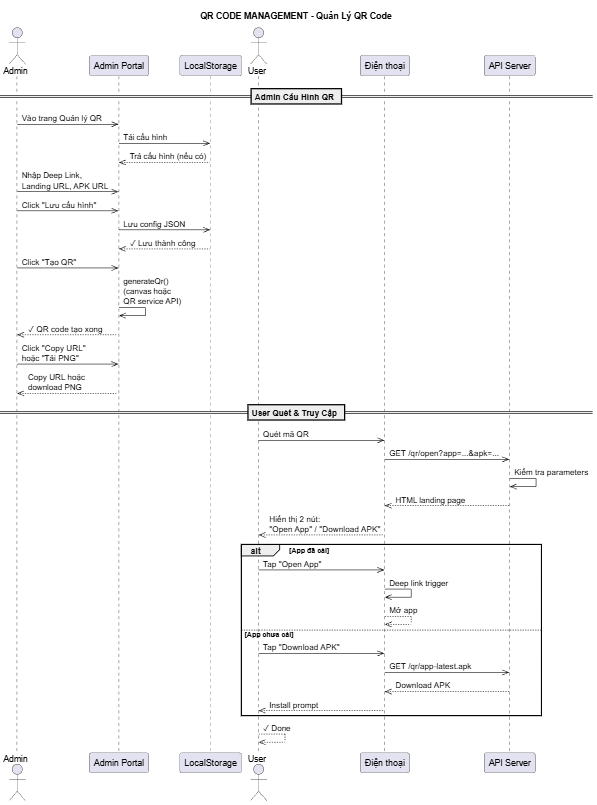 QR CODE MANAGEMENT - Quản Lý QR Code
Admin
Admin Portal
LocalStorage
User
Điện thoại
API Server
Admin Cấu Hình QR
Vào trang Quản lý QR
Tải cấu hình
Trả cấu hình (nếu có)
Nhập Deep Link,
Landing URL, APK URL
Click "Lưu cấu hình"
Lưu config JSON
✓ Lưu thành công
Click "Tạo QR"
generateQr()
(canvas hoặc
QR service API)
✓ QR code tạo xong
Click "Copy URL"
hoặc "Tải PNG"
Copy URL hoặc
download PNG
User Quét & Truy Cập
Quét mã QR
GET /qr/open?app=...&apk=...
Kiểm tra parameters
HTML landing page
Hiển thị 2 nút:
"Open App" / "Download APK"
alt
[App đã cài]
Tap "Open App"
Deep link trigger
Mở app
[App chưa cài]
Tap "Download APK"
GET /qr/app-latest.apk
Download APK
Install prompt
✓ Done
Admin
Admin Portal
LocalStorage
User
Điện thoại
API Server